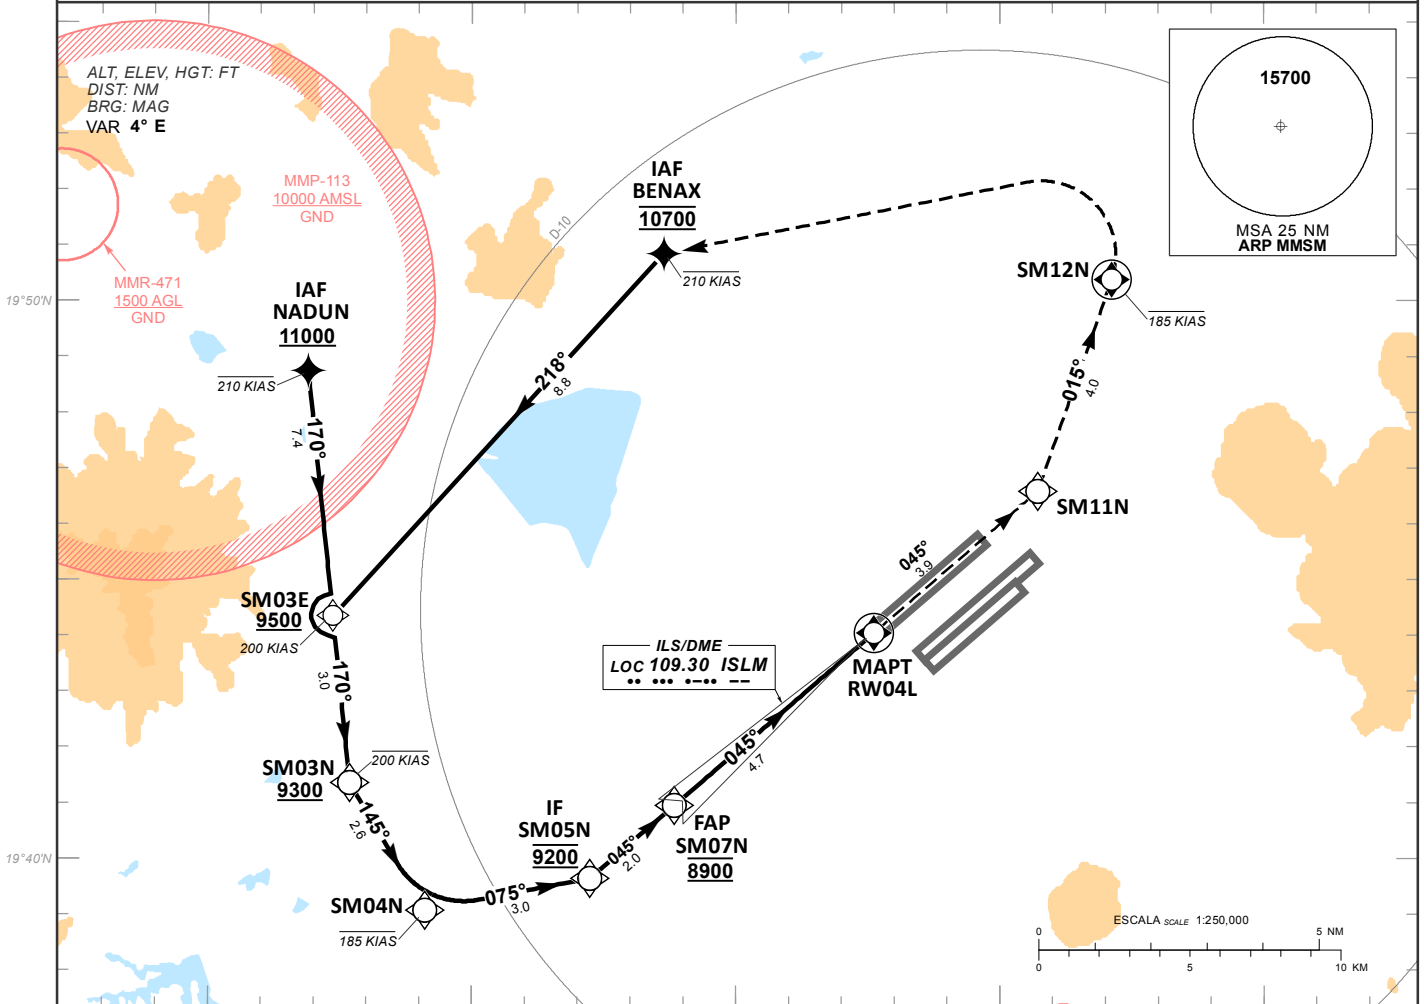 ALT, ELEV, HGT: FT
DIST: NM
BRG: MAG
VAR 4° E
MMP-113
10000 AMSL
GND
MMR-471
1500 AGL
GND
15700
MSA 25 NM
ARP MMSM
D-10
IAF
BENAX
10700
210 KIAS
SM12N
185 KIAS
19°50'N
IAF
NADUN
11000
210 KIAS
218°
8.8
015°
4.0
170°
7.4
SM11N
045°
3.9
SM03E
9500
200 KIAS
ILS/DME
LOC 109.30 ISLM
MAPT
RW04L
170°
3.0
200 KIAS
SM03N
9300
045°
4.7
145°
2.6
IF
SM05N
9200
045°
2.0
FAP
SM07N
8900
19°40'N
075°
3.0
SM04N
185 KIAS
ESCALA SCALE 1:250,000
0 5 NM
0 5 10 KM